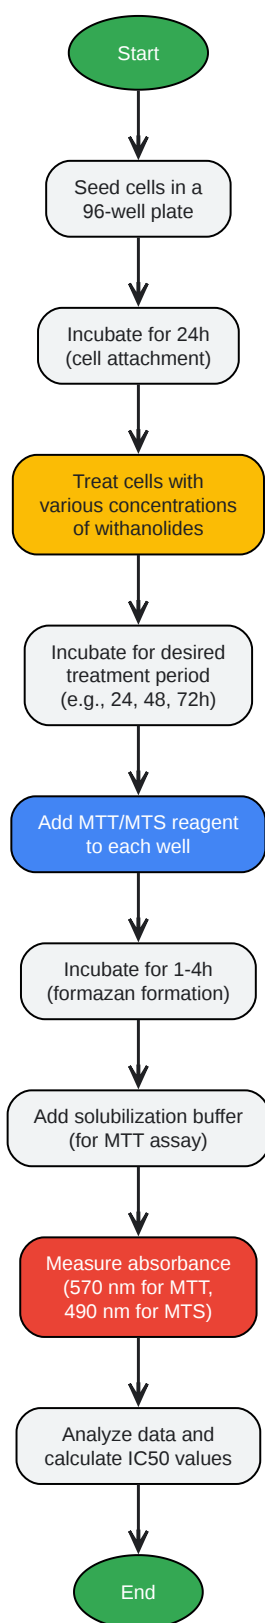 Start
Seed cells in a
96-well plate
Incubate for 24h
(cell attachment)
Treat cells with
various concentrations
of withanolides
Incubate for desired
treatment period
(e.g., 24, 48, 72h)
Add MTT/MTS reagent
to each well
Incubate for 1-4h
(formazan formation)
Add solubilization buffer
(for MTT assay)
Measure absorbance
(570 nm for MTT,
490 nm for MTS)
Analyze data and
calculate IC50 values
End